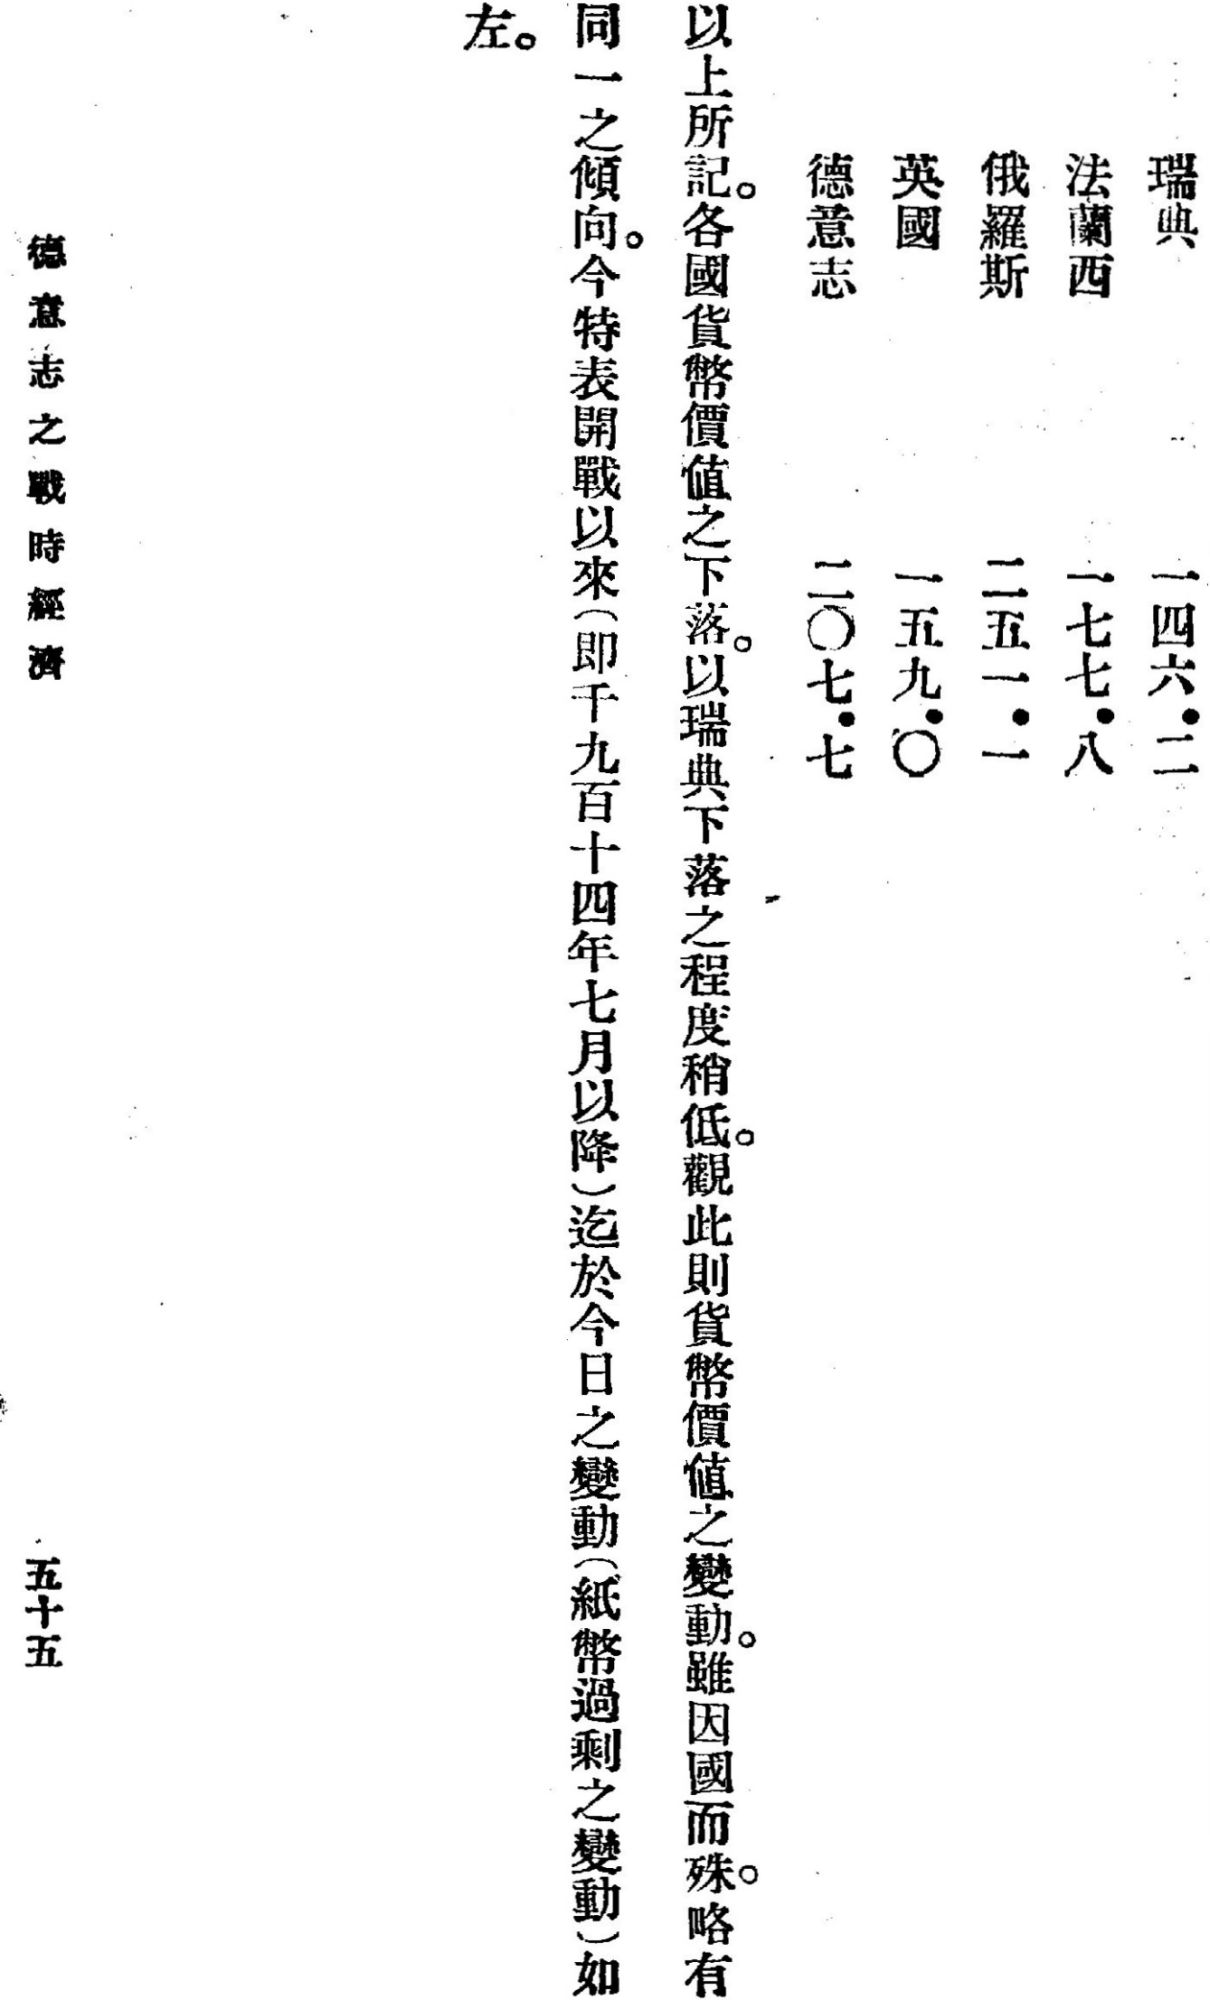 瑞典 一四六•二
法蘭西 一七七•八
俄羅斯 二五一•一
英國 一五九•〇
德意志 二〇七•七
以上所記。各國貨幣價值之下落。以瑞典下落之程度稍低。觀此則貨幣價值之變動。雖因國而殊。略有
同一之傾向。今特表開戰以來(即千九百十四年七月以降)迄於今日之變動(紙幣過剩之變動)如
左。
德意志之戰時經濟
五十五